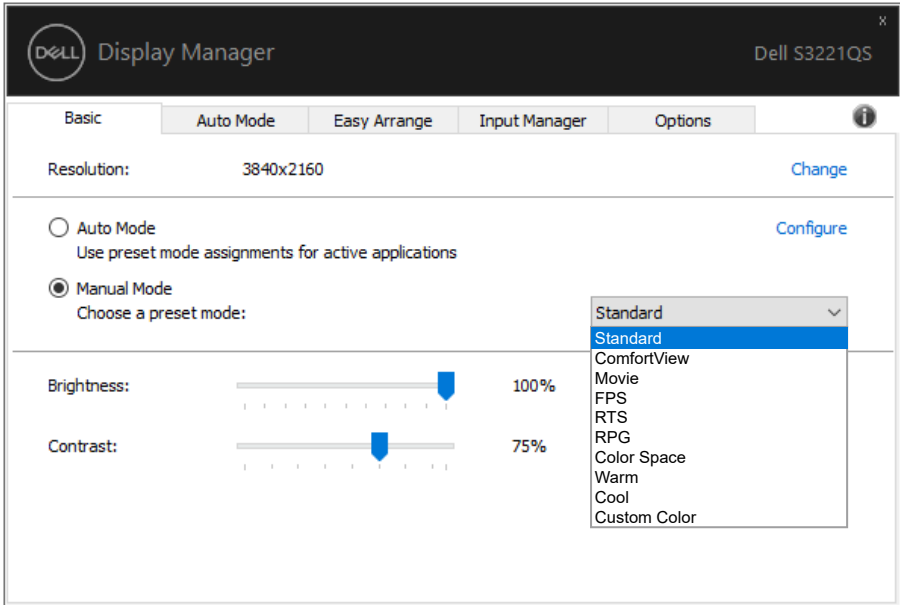 DELL Display Manager
x
Dell S3221QS
Basic Auto Mode Easy Arrange Input Manager Options
Resolution: 3840x2160 Change
Auto Mode Configure
Use preset mode assignments for active applications
Manual Mode
Choose a preset mode: Standard
Standard
ComfortView
Movie
FPS
RTS
RPG
Color Space
Warm
Cool
Custom Color
Brightness: 100%
Contrast: 75%